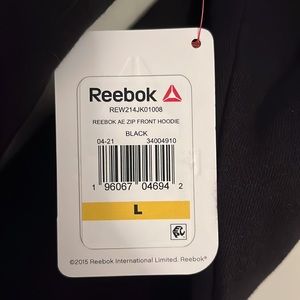 Reebok
REW214JK01008
REEBOK AE ZIP FRONT HOODIE
BLACK
04-21 34004910
1 96067 04694 2
L
©2015 Reebok International Limited. Reebok®